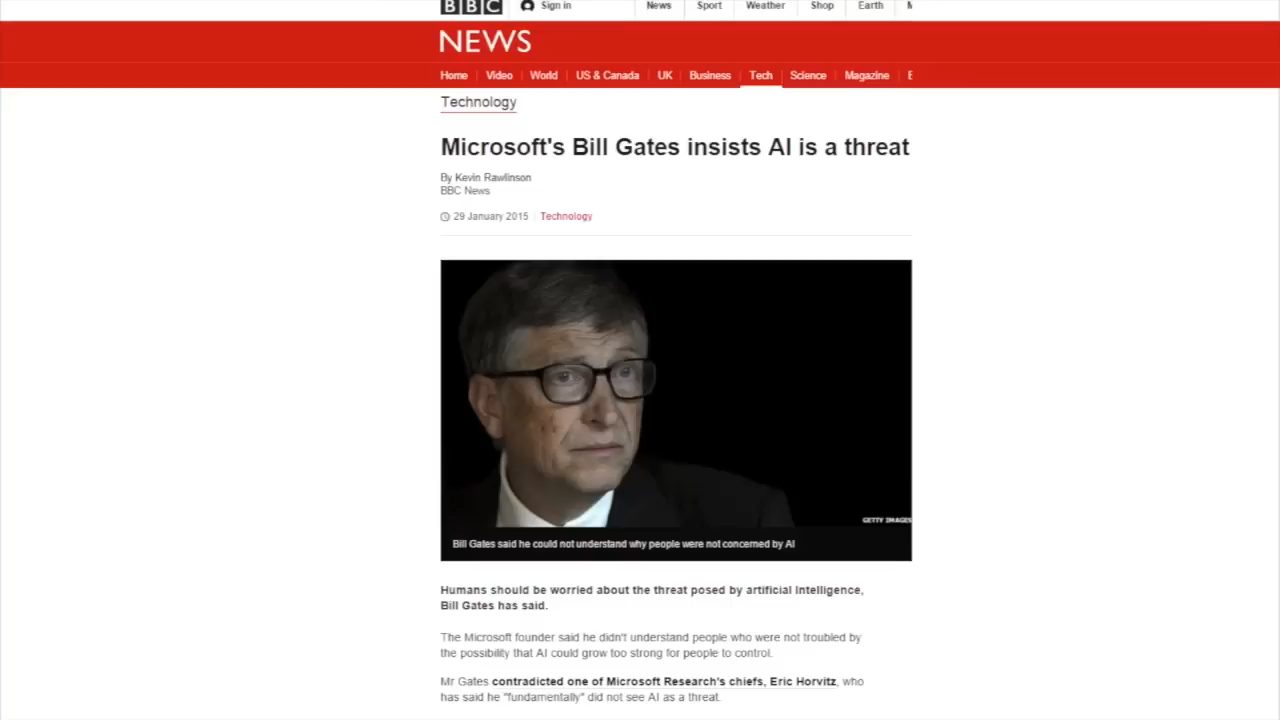 BBC Sign in News Sport Weather Shop Earth
NEWS
Home Video World US & Canada UK Business Tech Science Magazine E
Technology
Microsoft's Bill Gates insists AI is a threat
By Kevin Rawlinson
BBC News
29 January 2015 Technology
GETTY IMAGES
Bill Gates said he could not understand why people were not concerned by AI
Humans should be worried about the threat posed by artificial Intelligence,
Bill Gates has said.
The Microsoft founder said he didn't understand people who were not troubled by
the possibility that AI could grow too strong for people to control.
Mr Gates contradicted one of Microsoft Research's chiefs, Eric Horvitz, who
has said he "fundamentally" did not see AI as a threat.